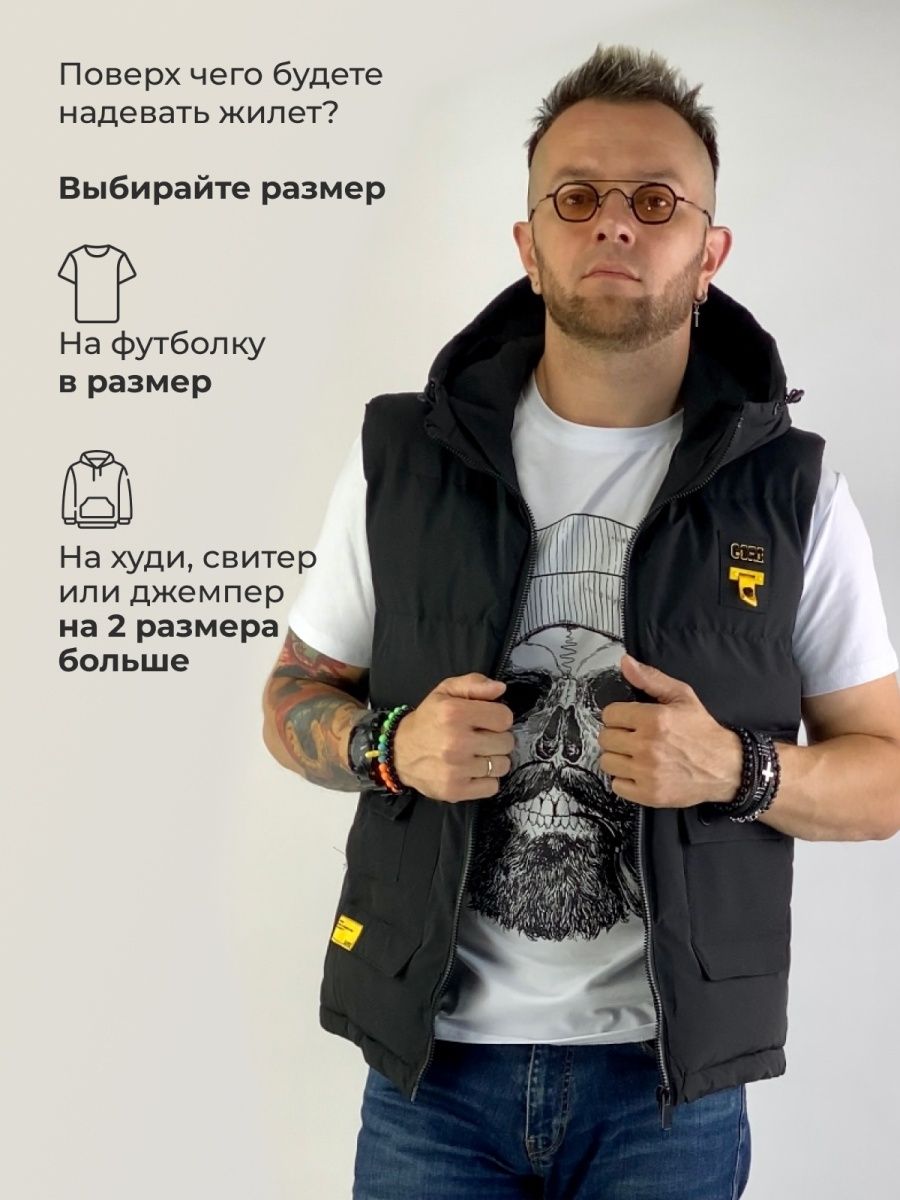 Поверх чего будете
надевать жилет?
Выбирайте размер
На футболку
в размер
На худи, свитер
или джемпер
на 2 размера
больше